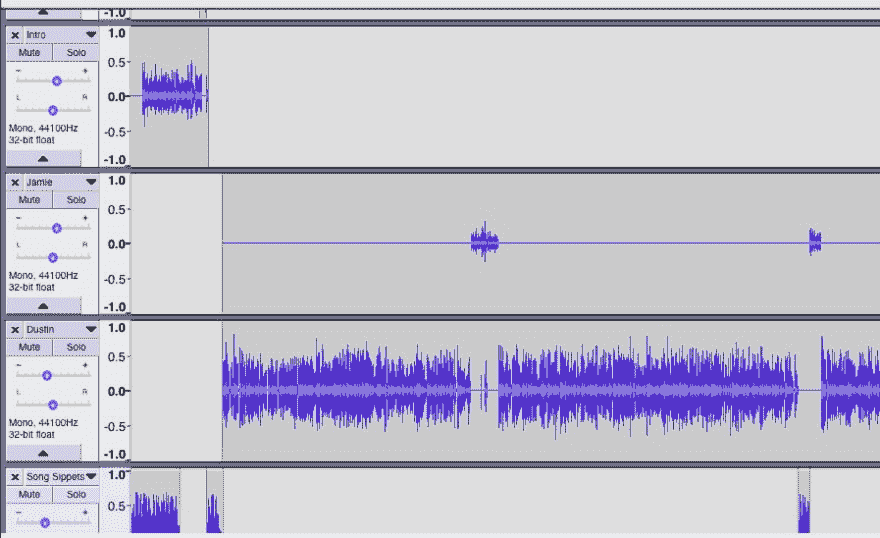 -1.0
× Intro
Mute Solo
- +
L R
Mono, 44100Hz
32-bit float
1.0
0.5
0.0
-0.5
-1.0
× Jamie
Mute Solo
- +
L R
Mono, 44100Hz
32-bit float
1.0
0.5
0.0
-0.5
-1.0
× Dustin
Mute Solo
- +
L R
Mono, 44100Hz
32-bit float
1.0
0.5
0.0
-0.5
-1.0
× Song Sippets
Mute Solo
- +
1.0
0.5